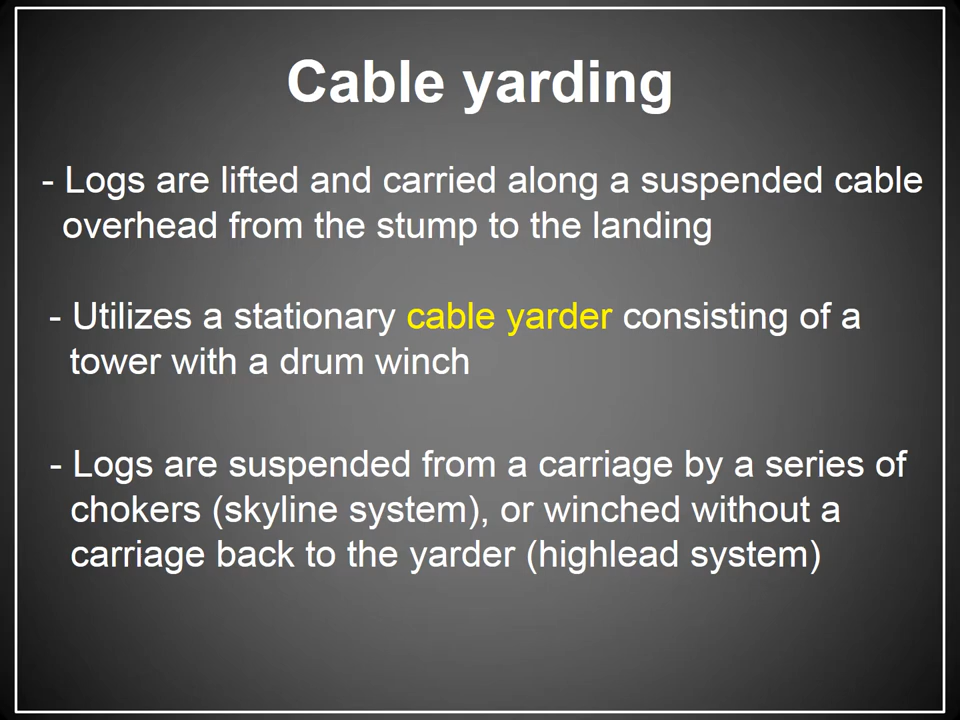 Cable yarding
- Logs are lifted and carried along a suspended cable
overhead from the stump to the landing
- Utilizes a stationary cable yarder consisting of a
tower with a drum winch
- Logs are suspended from a carriage by a series of
chokers (skyline system), or winched without a
carriage back to the yarder (highlead system)